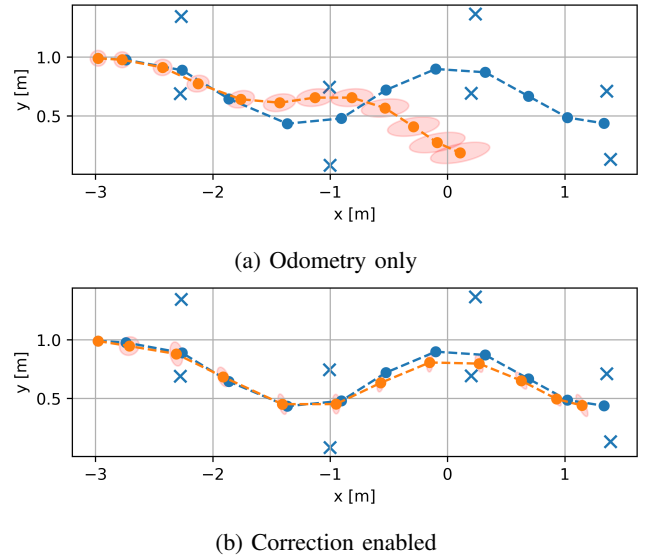 1.0
0.5
y [m]
−3 −2 −1 0 1
x [m]
(a) Odometry only
1.0
0.5
y [m]
−3 −2 −1 0 1
x [m]
(b) Correction enabled